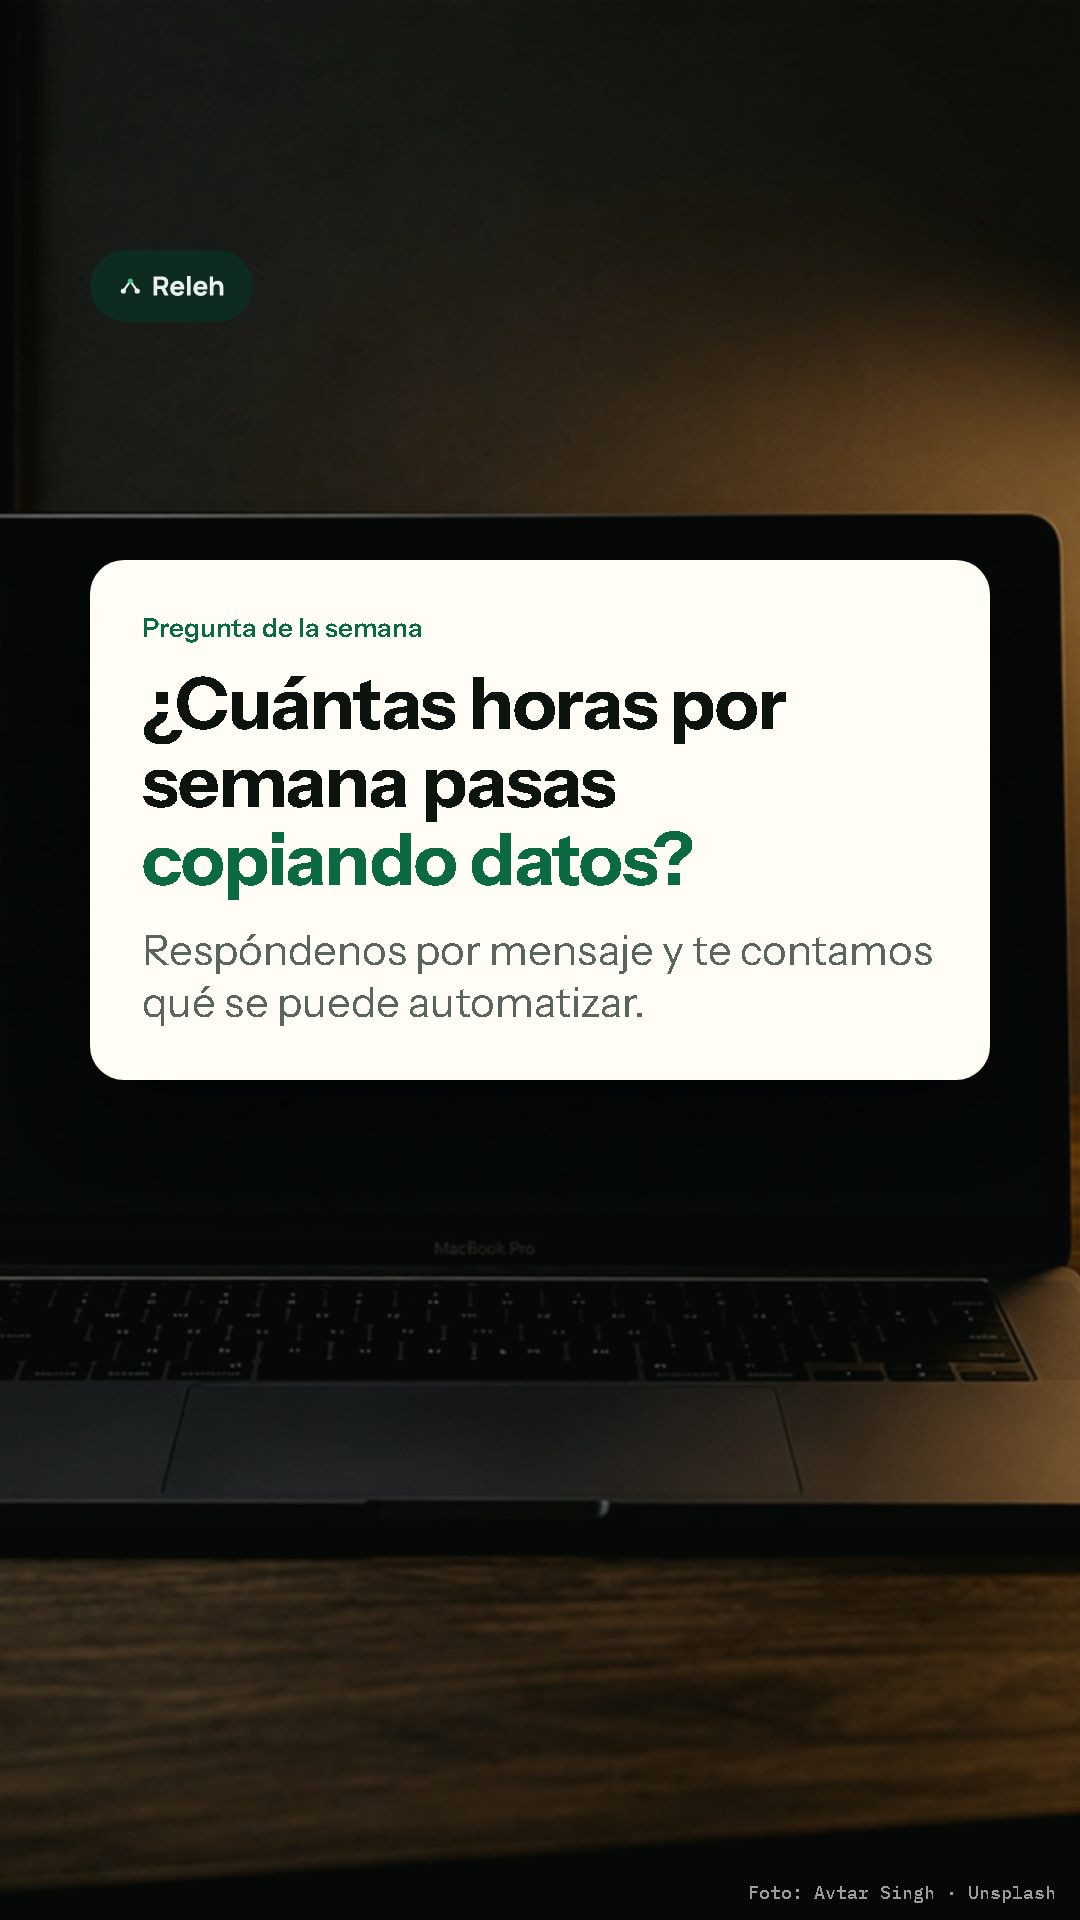 Releh
Pregunta de la semana
¿Cuántas horas por
semana pasas
copiando datos?
Respóndenos por mensaje y te contamos
qué se puede automatizar.
MacBook Pro
Foto: Avtar Singh · Unsplash